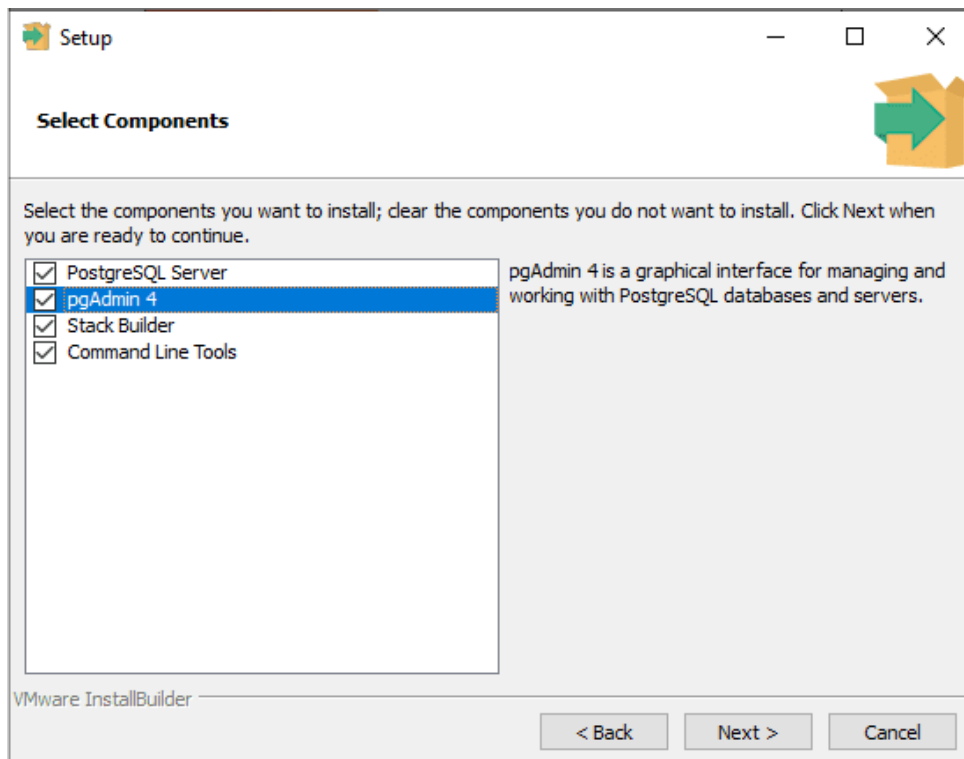 Setup
Select Components
Select the components you want to install; clear the components you do not want to install. Click Next when
you are ready to continue.
PostgreSQL Server
pgAdmin 4
Stack Builder
Command Line Tools
pgAdmin 4 is a graphical interface for managing and
working with PostgreSQL databases and servers.
VMware InstallBuilder
< Back
Next >
Cancel